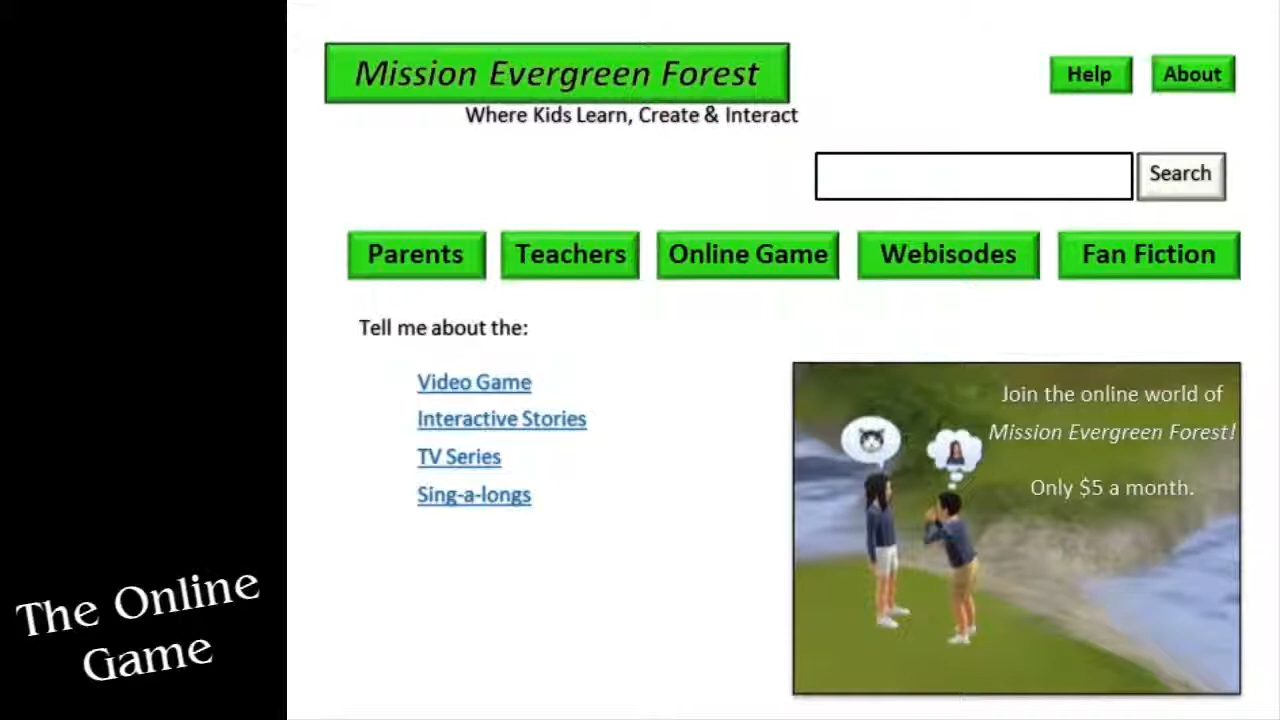 Mission Evergreen Forest
Where Kids Learn, Create & Interact
Help
About
Search
Parents
Teachers
Online Game
Webisodes
Fan Fiction
Tell me about the:
Video Game
Interactive Stories
TV Series
Sing-a-longs
Join the online world of
Mission Evergreen Forest!
Only $5 a month.
The Online
Game